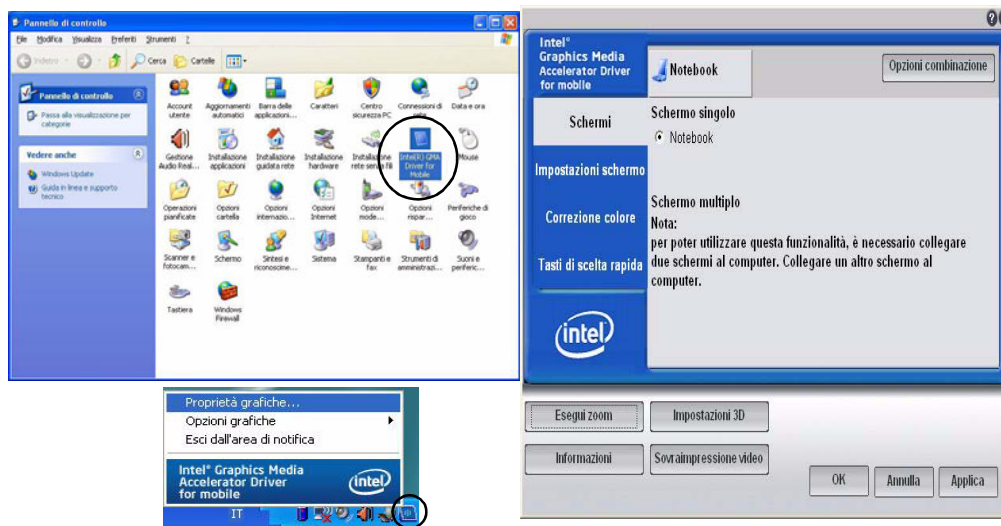 Pannello di controllo
File Modifica Visualizza Preferiti Strumenti ?
Indietro Cerca Cartelle
Pannello di controllo
Passa alla visualizzazione per
categorie
Vedere anche
Windows Update
Guida in linea e supporto
tecnico
Account
utente
Aggiornamenti
automatici
Barra delle
applicazioni...
Caratteri
Centro
sicurezza PC
Connessioni di
rete
Data e ora
Gestione
Audio Real...
Installazione
applicazioni
Installazione
guidata rete
Installazione
hardware
Installazione
rete senza fili
Intel(R) GMA
Driver for
Mobile
Mouse
Operazioni
pianificate
Opzioni
cartella
Opzioni
internazio...
Opzioni
Internet
Opzioni
mode...
Opzioni
rispar...
Periferiche di
gioco
Scanner e
fotocam...
Schermo
Sintesi e
riconoscime...
Sistema
Stampanti e
fax
Strumenti di
amministrazi...
Suoni e
periferic...
Tastiera
Windows
Firewall
Proprietà grafiche...
Opzioni grafiche
Esci dall'area di notifica
Intel® Graphics Media
Accelerator Driver
for mobile
intel
IT
Intel®
Graphics Media
Accelerator Driver
for mobile
Notebook
Opzioni combinazione
Schermi
Impostazioni schermo
Correzione colore
Tasti di scelta rapida
intel
Schermo singolo
Notebook
Schermo multiplo
Nota:
per poter utilizzare questa funzionalità, è necessario collegare
due schermi al computer. Collegare un altro schermo al
computer.
Esegui zoom
Impostazioni 3D
Informazioni
Sovraimpressione video
OK
Annulla
Applica